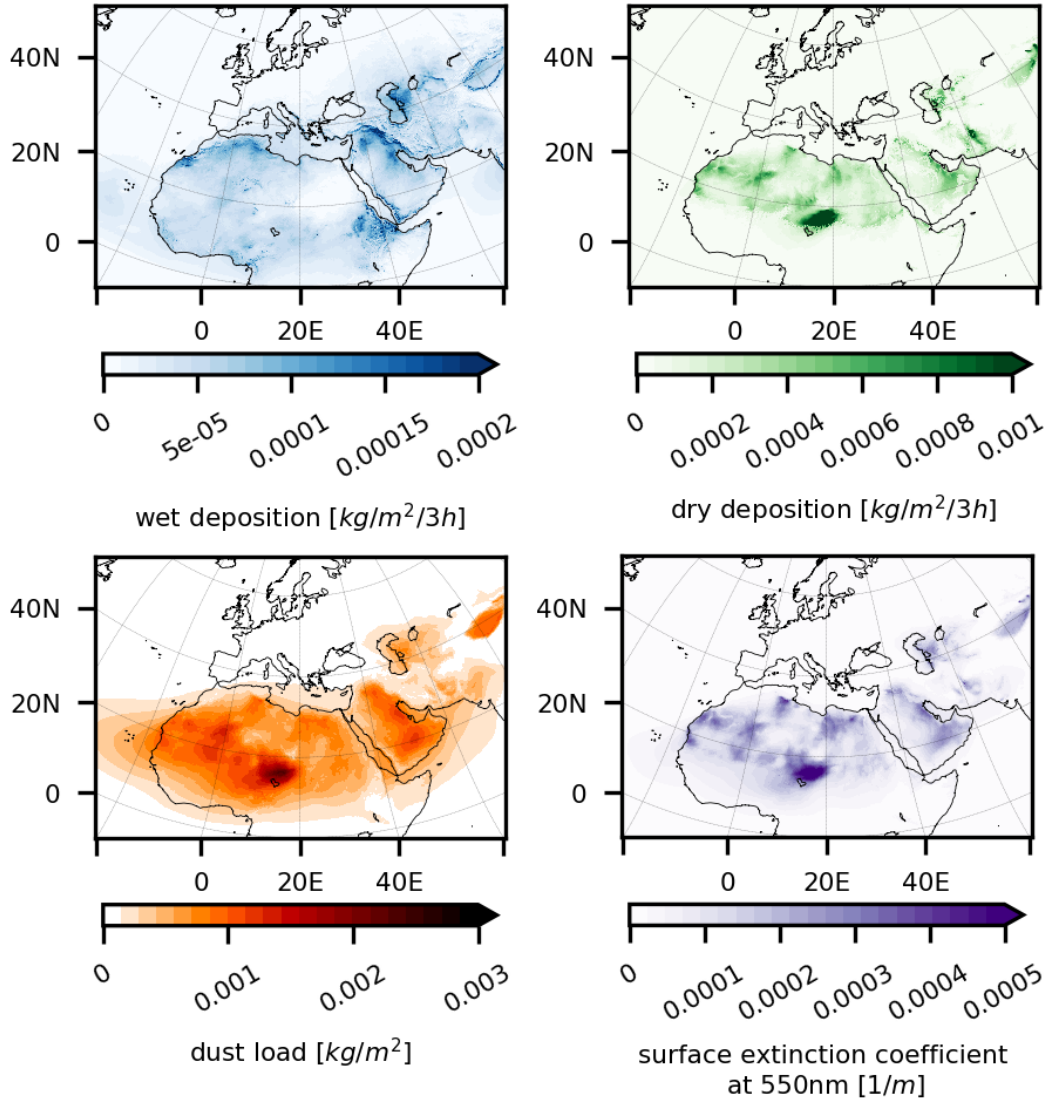 40N
20N
0
0 20E 40E
0 5e-05 0.0001 0.00015 0.0002
wet deposition [kg/m²/3h]
40N
20N
0
0 20E 40E
0 0.0002 0.0004 0.0006 0.0008 0.001
dry deposition [kg/m²/3h]
40N
20N
0
0 20E 40E
0 0.001 0.002 0.003
dust load [kg/m²]
40N
20N
0
0 20E 40E
0 0.0001 0.0002 0.0003 0.0004 0.0005
surface extinction coefficient
at 550nm [1/m]